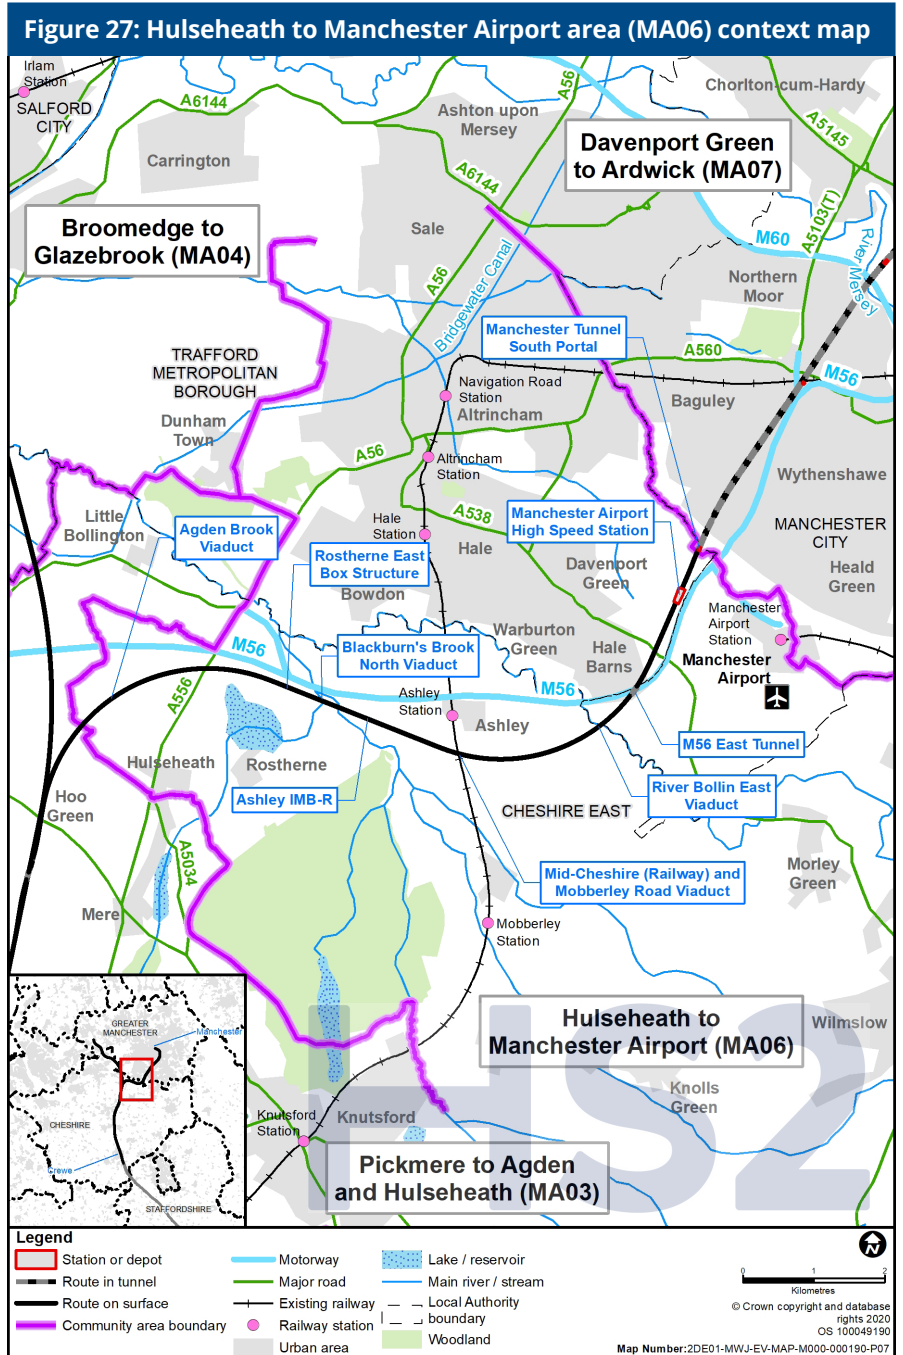 Figure 27: Hulseheath to Manchester Airport area (MA06) context map
Irlam
Station
SALFORD
CITY
A6144
Carrington
Ashton upon
Mersey
A56
Chorlton-cum-Hardy
A5145
Davenport Green
to Ardwick (MA07)
A6144
A5103(T)
Broomedge to
Glazebrook (MA04)
Sale
M60
River Mersey
A56
Bridgewater Canal
Northern
Moor
Manchester Tunnel
South Portal
TRAFFORD
METROPOLITAN
BOROUGH
A560
M56
Navigation Road
Station
Altrincham
Baguley
Dunham
Town
A56
Altrincham
Station
Wythenshawe
Little
Bollington
Agden Brook
Viaduct
Hale
Station
A538
Hale
Manchester Airport
High Speed Station
MANCHESTER
CITY
Rostherne East
Box Structure
Bowdon
Davenport
Green
Heald
Green
Manchester
Airport
Station
Manchester
Airport
Warburton
Green
Hale
Barns
M56
Blackburn's Brook
North Viaduct
A556
Ashley
Station
M56
Ashley
M56 East Tunnel
Hulseheath
Rostherne
River Bollin East
Viaduct
Hoo
Green
Ashley IMB-R
CHESHIRE EAST
A5034
Morley
Green
Mid-Cheshire (Railway) and
Mobberley Road Viaduct
Mere
Mobberley
Station
HS2
Hulseheath to
Manchester Airport (MA06)
Wilmslow
GREATER
MANCHESTER
Manchester
CHESHIRE
Crewe
STAFFORDSHIRE
Knolls
Green
Knutsford
Station
Knutsford
Pickmere to Agden
and Hulseheath (MA03)
Legend
Station or depot
Route in tunnel
Route on surface
Community area boundary
Motorway
Major road
Existing railway
Railway station
Urban area
Lake / reservoir
Main river / stream
Local Authority
boundary
Woodland
N
0 1 2
Kilometres
© Crown copyright and database
rights 2020
OS 100049190
Map Number:2DE01-MWJ-EV-MAP-M000-000190-P07